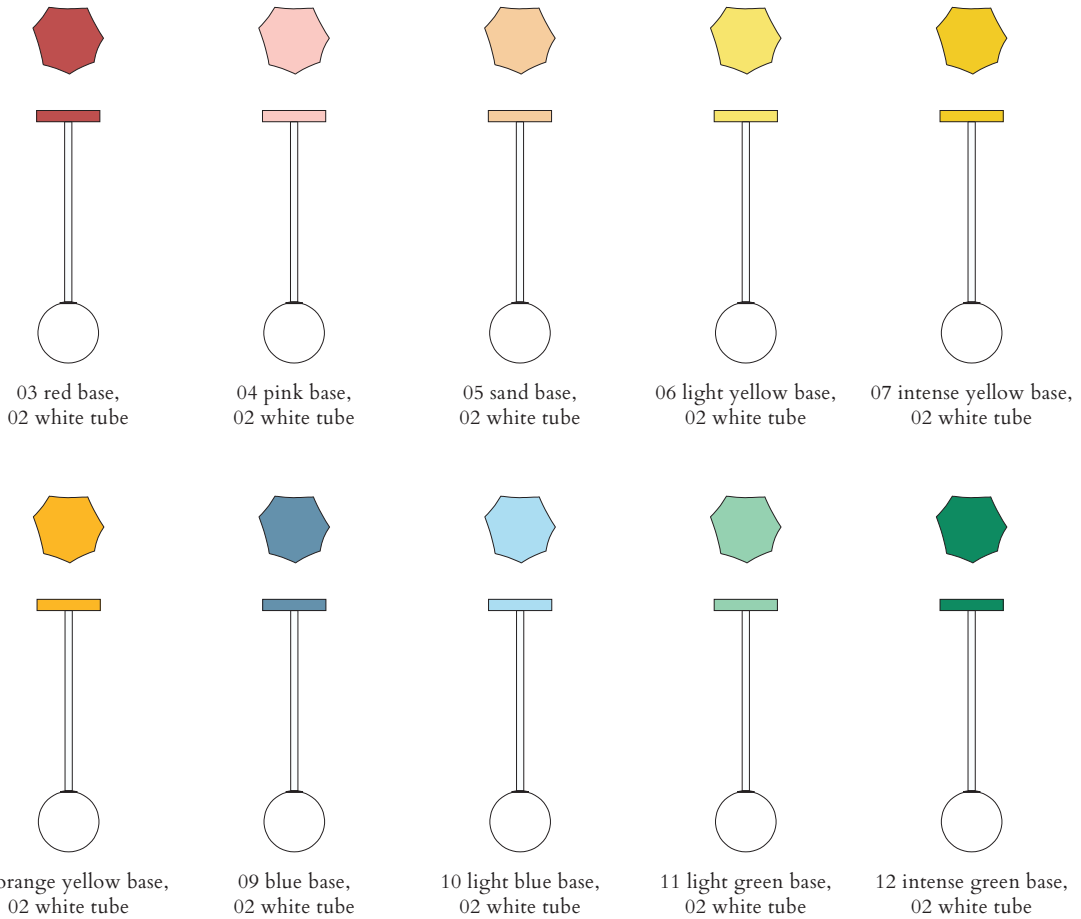 03 red base,
02 white tube
04 pink base,
02 white tube
05 sand base,
02 white tube
06 light yellow base,
02 white tube
07 intense yellow base,
02 white tube
orange yellow base,
02 white tube
09 blue base,
02 white tube
10 light blue base,
02 white tube
11 light green base,
02 white tube
12 intense green base,
02 white tube